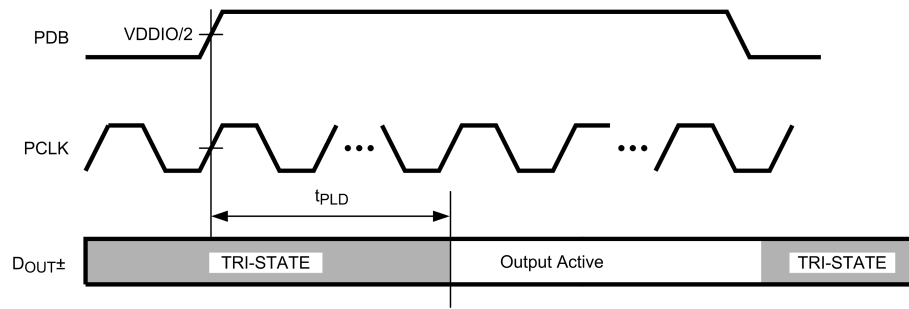 PDB
VDDIO/2
PCLK
tPLD
DOUT±
TRI-STATE
Output Active
TRI-STATE